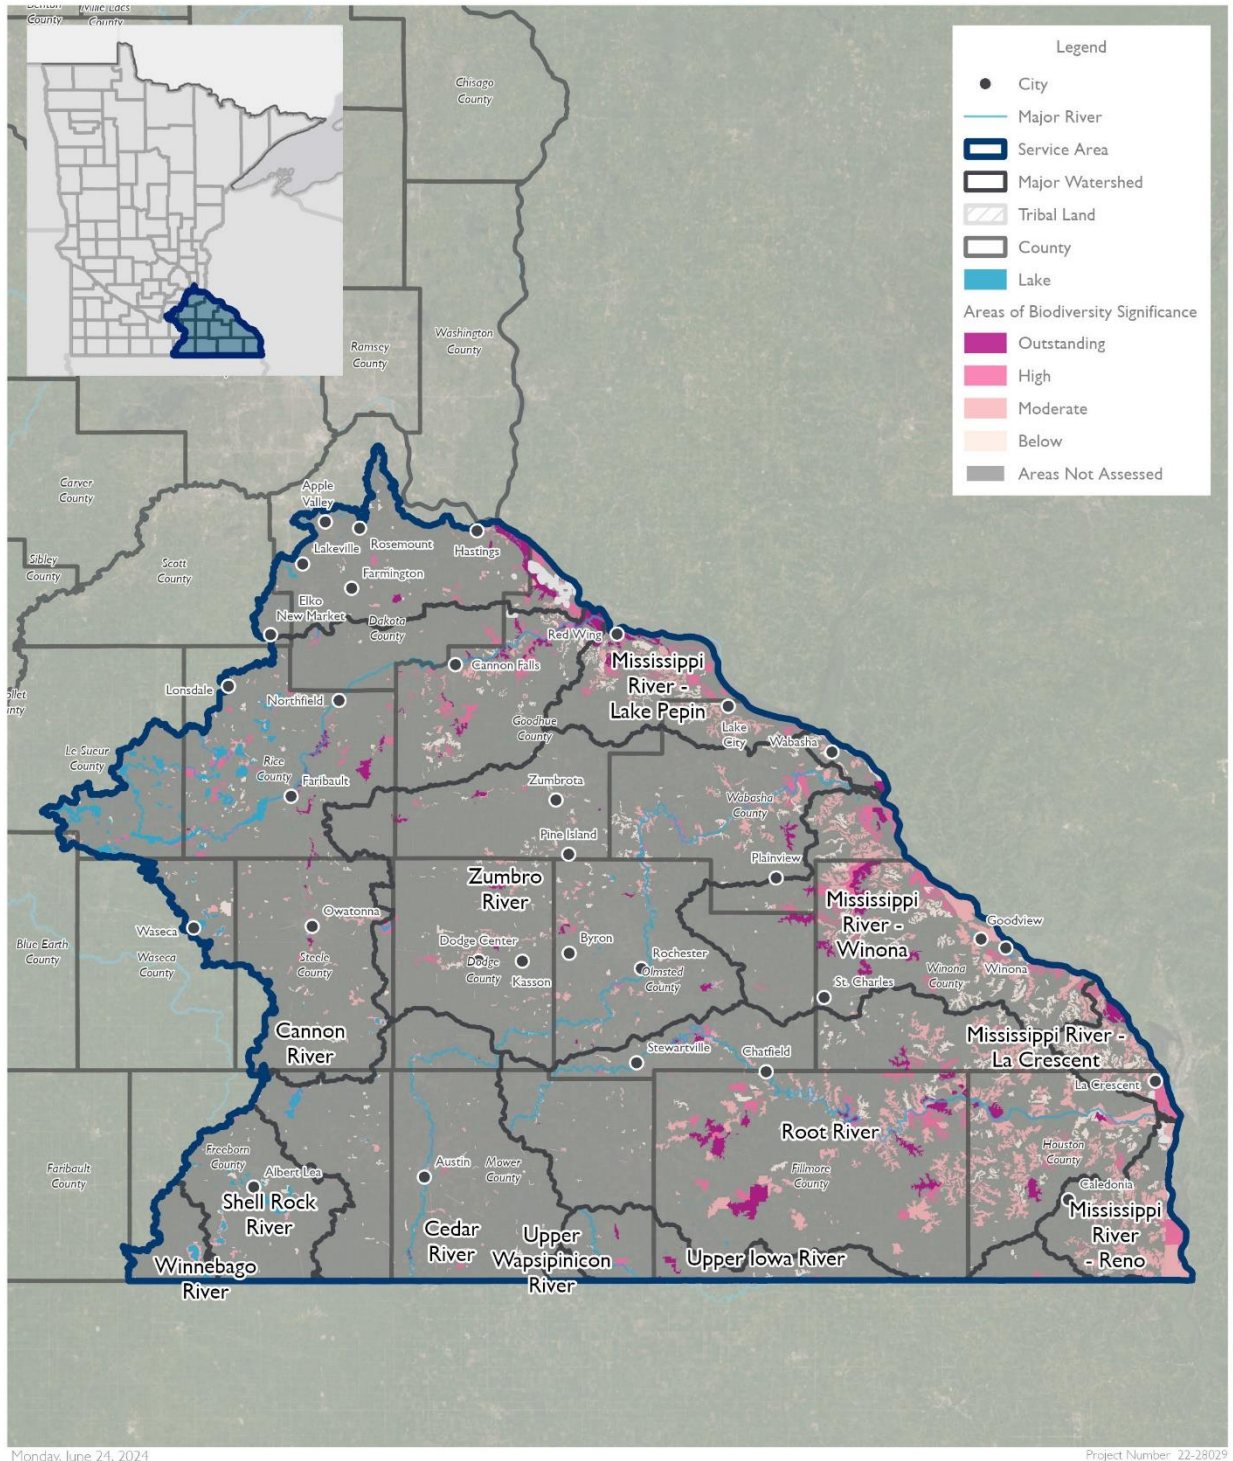 Benton
County
Mille Lacs
County
Chisago
County
Legend
City
Major River
Service Area
Major Watershed
Tribal Land
County
Lake
Areas of Biodiversity Significance
Outstanding
High
Moderate
Below
Areas Not Assessed
Washington
County
Ramsey
County
Carver
County
Apple
Valley
Rosemount
Hastings
Lakeville
Sibley
County
Scott
County
Farmington
Elko
New Market
Dakota
County
Red Wing
Cannon Falls
Mississippi
River -
Lake Pepin
Lonsdale
Northfield
Goodhue
County
Lake
City
Wabasha
Le Sueur
County
Rice
County
Faribault
Zumbrota
Wabasha
County
Pine Island
Plainview
Zumbro
River
Mississippi
River -
Winona
Owatonna
Goodview
Waseca
Blue Earth
County
Waseca
County
Steele
County
Dodge Center
Dodge
County
Kasson
Byron
Rochester
Olmsted
County
Winona
County
Winona
St. Charles
Cannon
River
Stewartville
Chatfield
Mississippi River -
La Crescent
La Crescent
Root River
Freeborn
County
Faribault
County
Albert Lea
Austin
Mower
County
Fillmore
County
Houston
County
Caledonia
Shell Rock
River
Cedar
River
Upper
Wapsipinicon
River
Upper Iowa River
Mississippi
River
- Reno
Winnebago
River
Monday, June 24, 2024
Project Number 22-28029